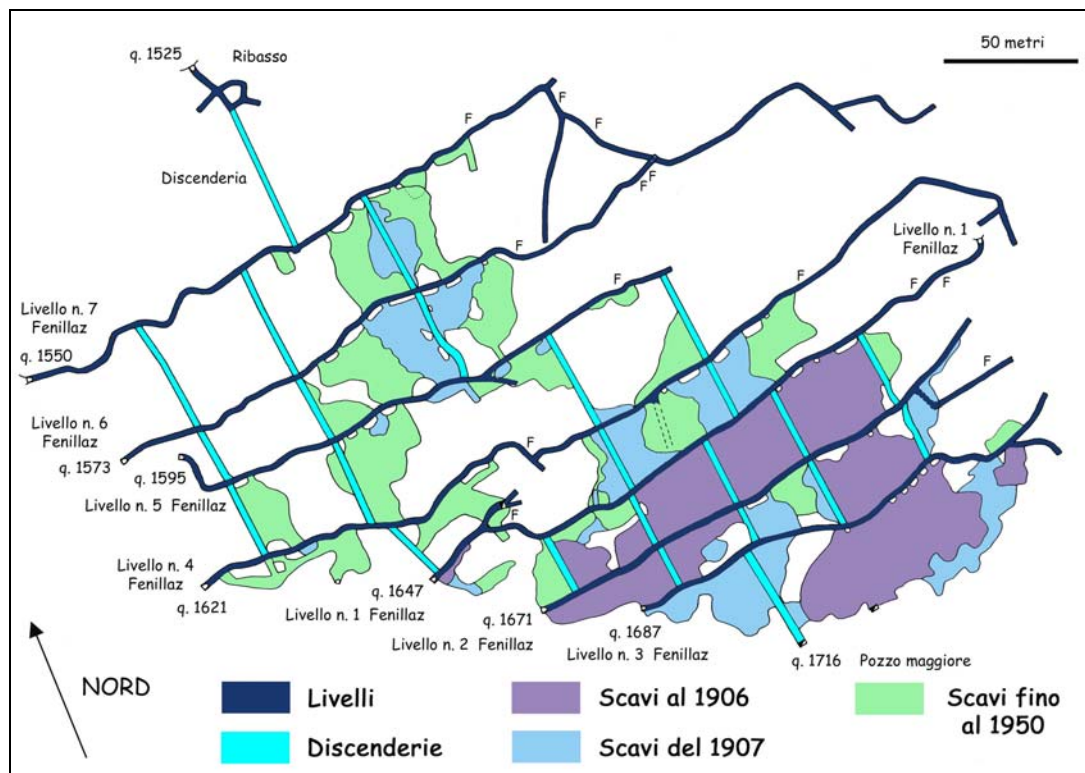 q. 1525
Ribasso
50 metri
F
F
F
Discenderia
F
F
Livello n. 1
Fenillaz
F
F
F
F
F
Livello n. 7
Fenillaz
q. 1550
F
Livello n. 6
Fenillaz
q. 1573
q. 1595
Livello n. 5 Fenillaz
F
F
F
Livello n. 4
Fenillaz
q. 1621
Livello n. 1 Fenillaz
q. 1647
Livello n. 2 Fenillaz
q. 1671
q. 1687
Livello n. 3 Fenillaz
q. 1716
Pozzo maggiore
NORD
Livelli
Discenderie
Scavi al 1906
Scavi del 1907
Scavi fino
al 1950